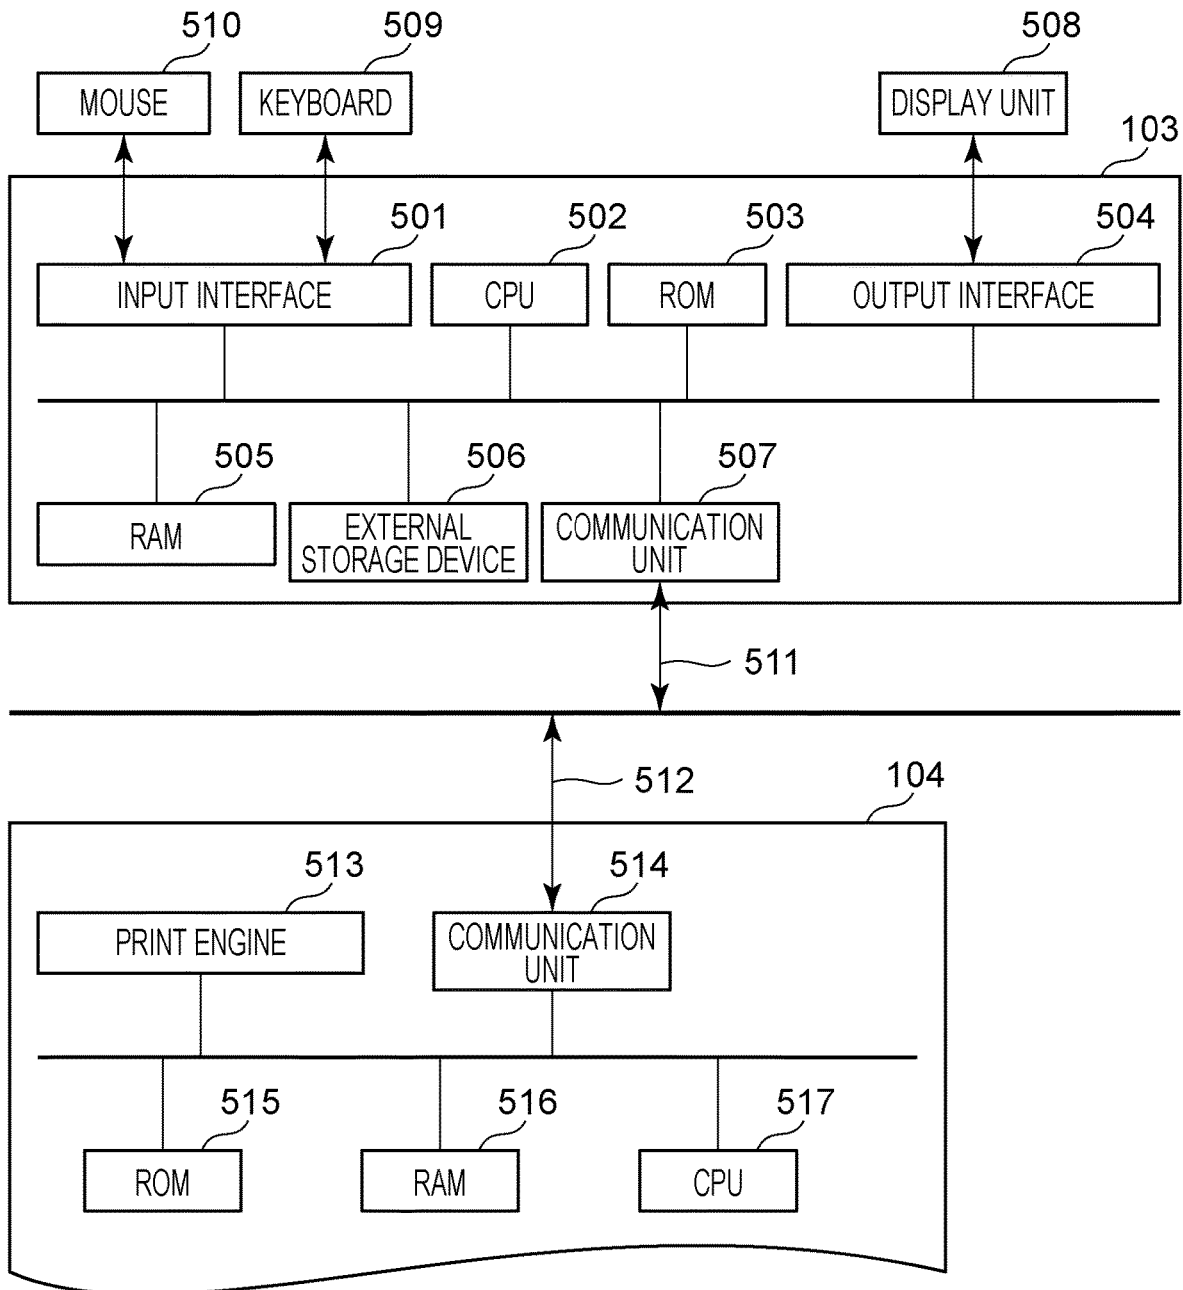 510
509
508
MOUSE
KEYBOARD
DISPLAY UNIT
103
501
502
503
504
INPUT INTERFACE
CPU
ROM
OUTPUT INTERFACE
505
506
507
RAM
EXTERNAL
STORAGE DEVICE
COMMUNICATION
UNIT
511
512
104
513
514
PRINT ENGINE
COMMUNICATION
UNIT
515
516
517
ROM
RAM
CPU